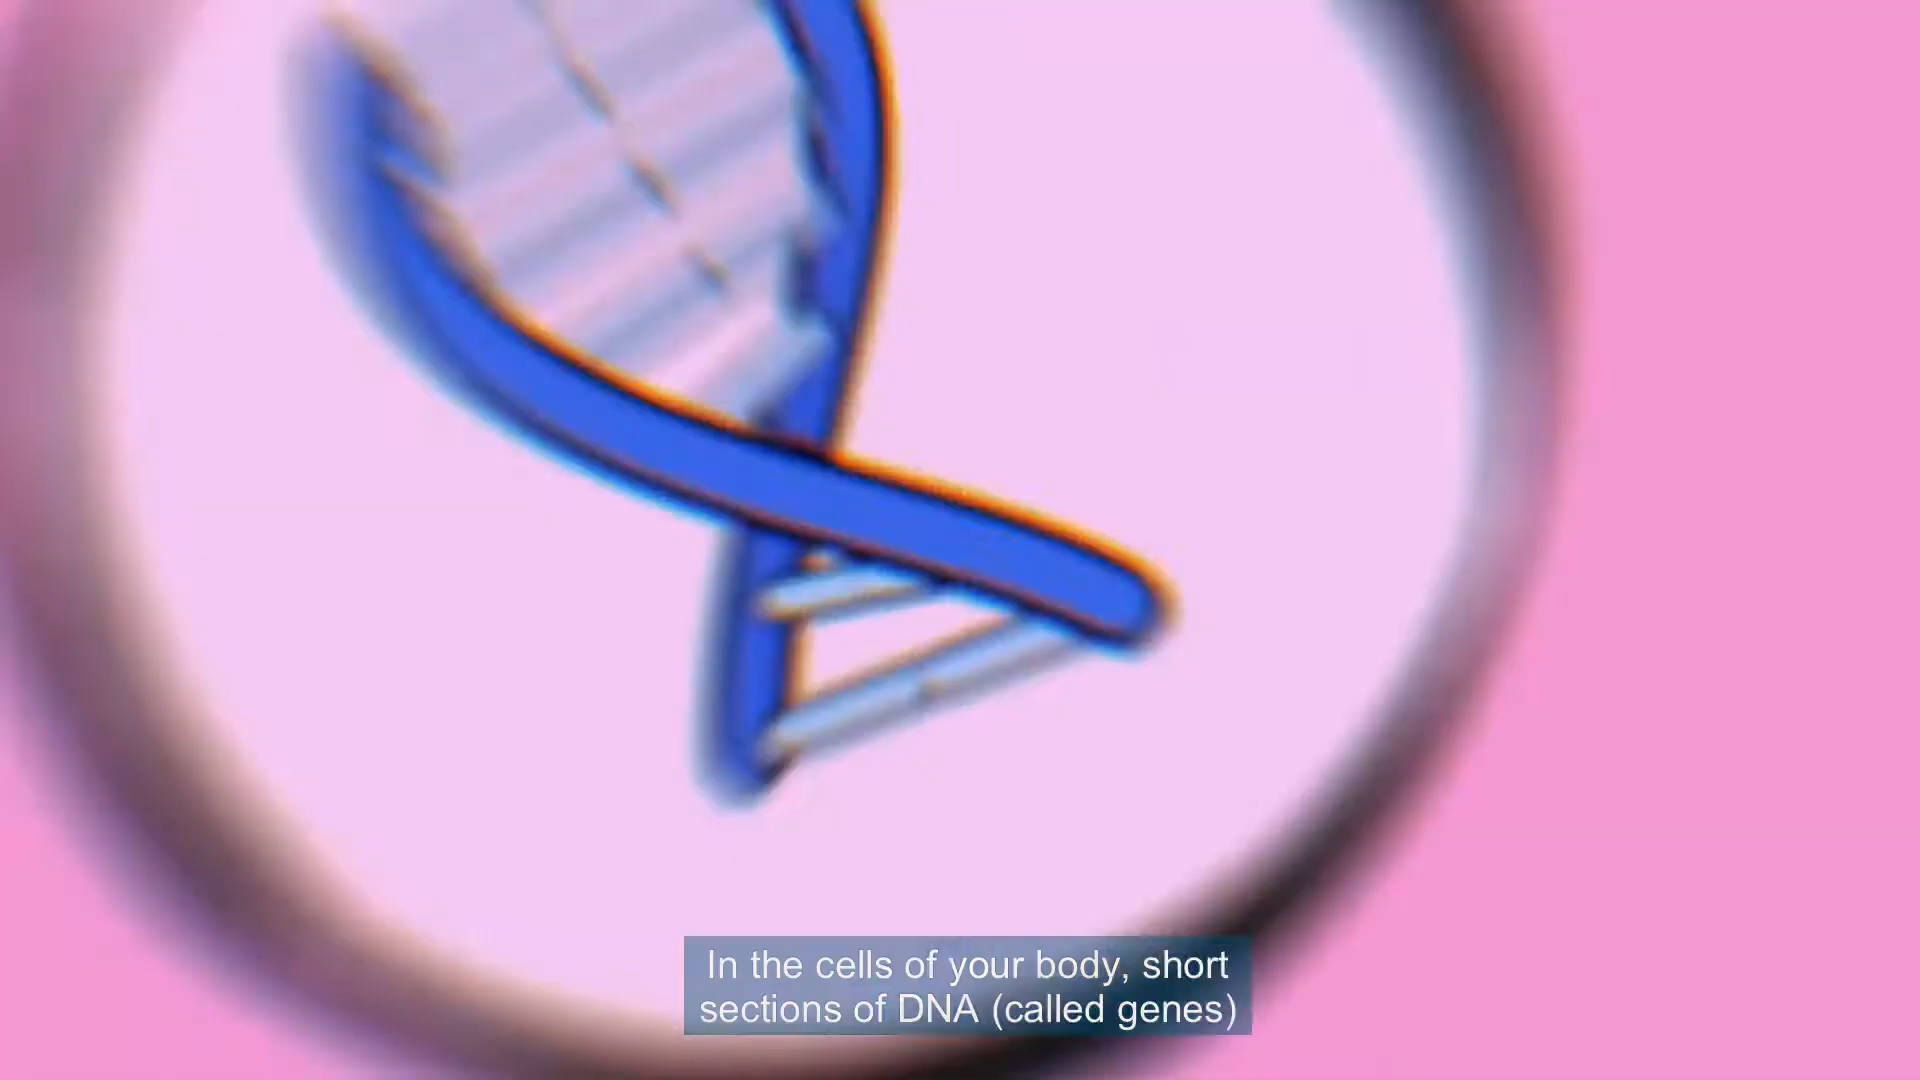 In the cells of your body, short
sections of DNA (called genes)